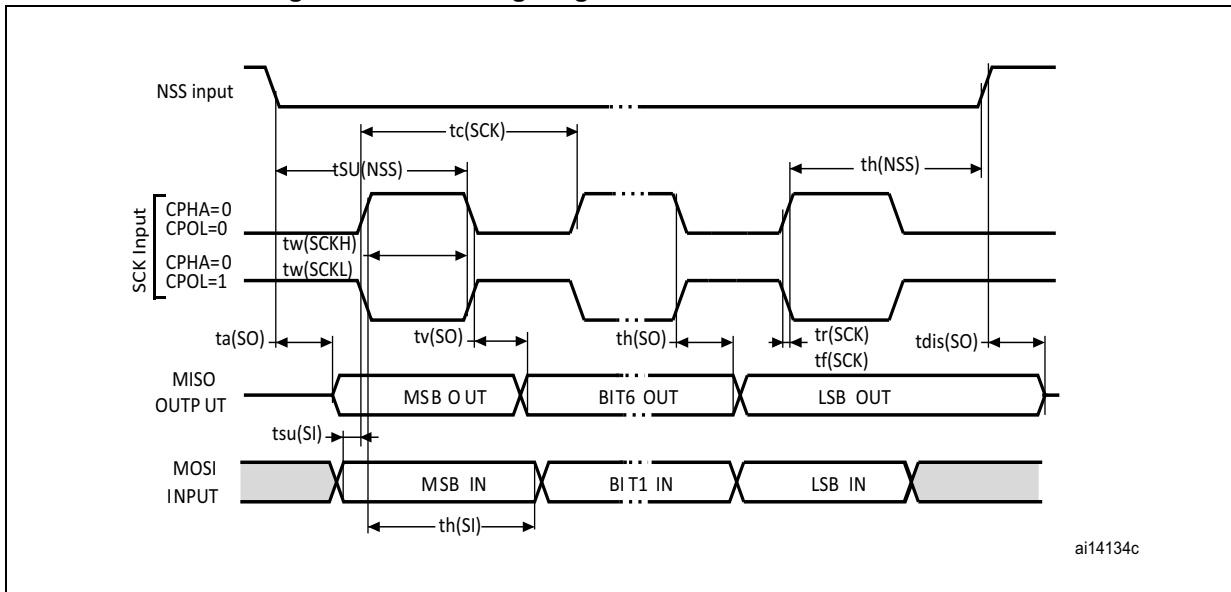 NSS input
tc(SCK)
tSU(NSS)
th(NSS)
SCK Input
CPHA=0
CPOL=0
tw(SCKH)
CPHA=0
tw(SCKL)
CPOL=1
ta(SO)
tv(SO)
th(SO)
tr(SCK)
tf(SCK)
tdis(SO)
MISO
OUTPUT
MSB OUT
BIT6 OUT
LSB OUT
tsu(SI)
MOSI
INPUT
MSB IN
BIT1 IN
LSB IN
th(SI)
ai14134c